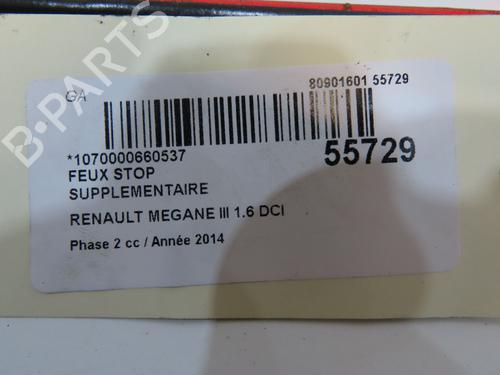 B-PARTS
GA
80901601 55729
*1070000660537
55729
FEUX STOP
SUPPLEMENTAIRE
RENAULT MEGANE III 1.6 DCI
Phase 2 cc / Année 2014